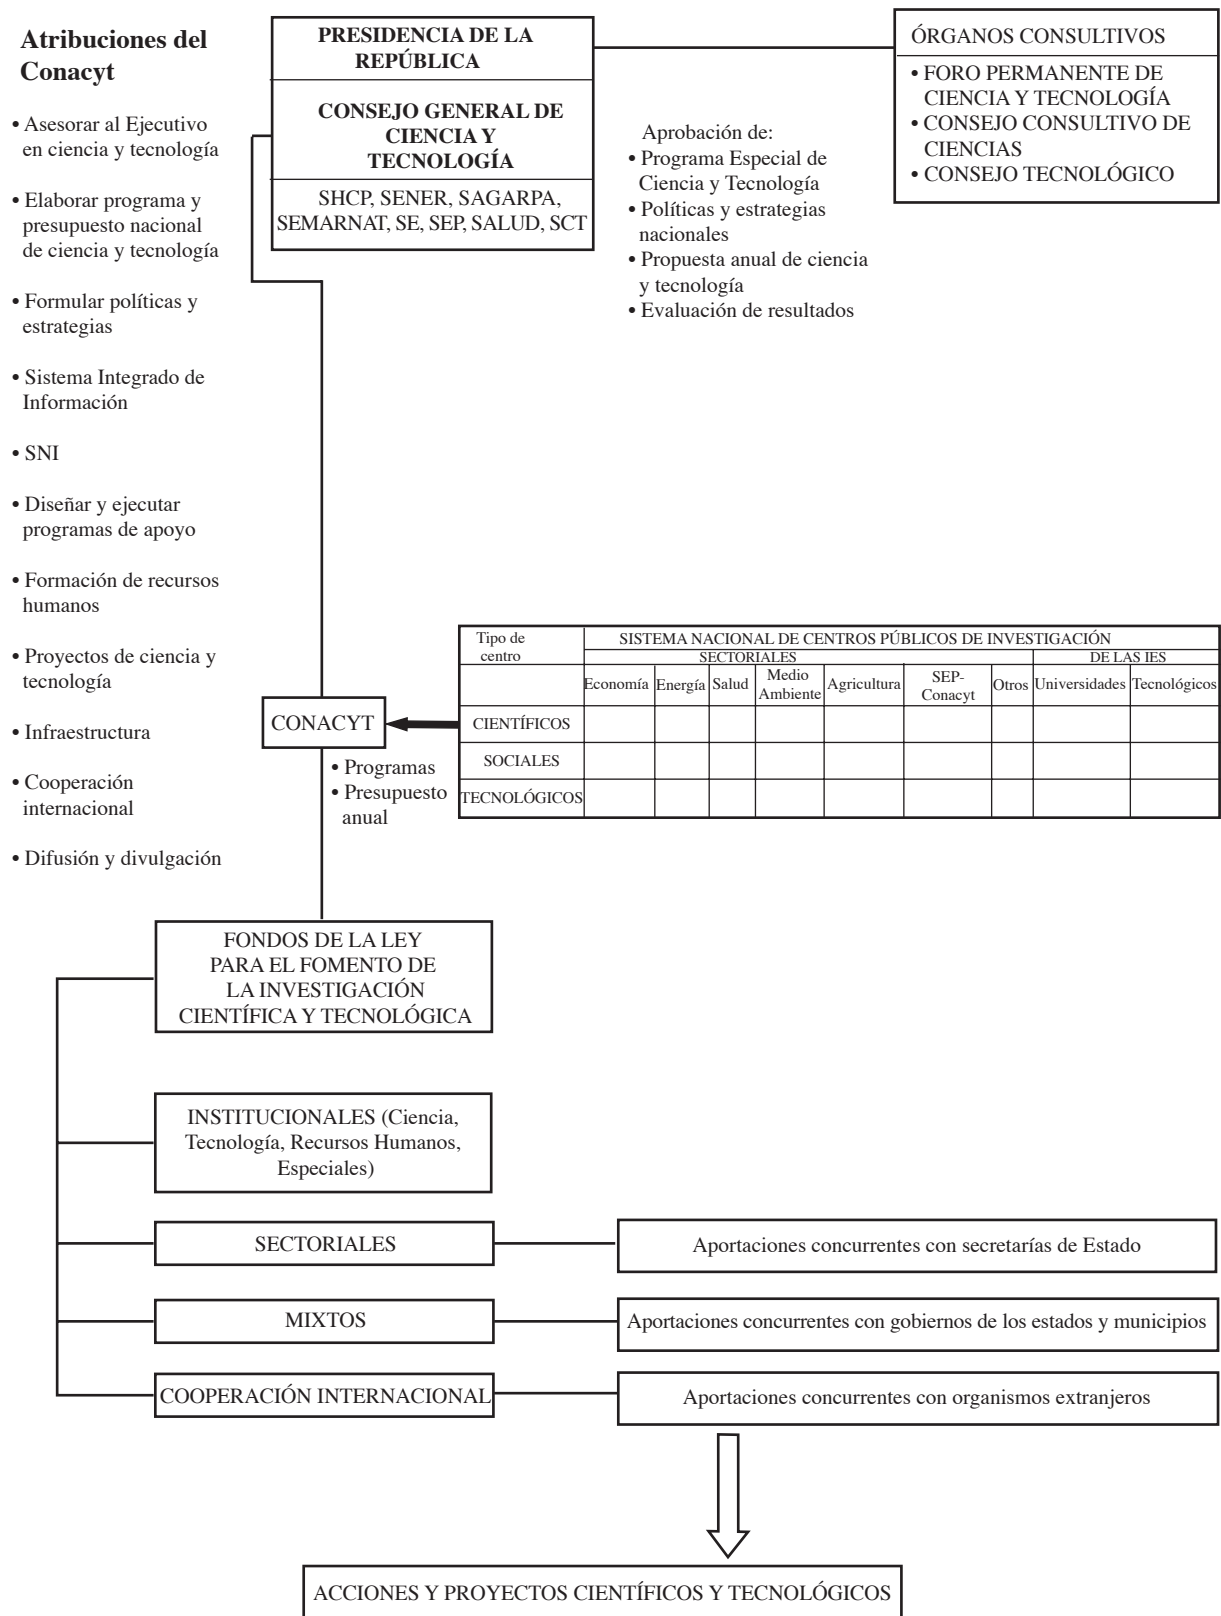 Atribuciones del
Conacyt
• Asesorar al Ejecutivo
en ciencia y tecnología
• Elaborar programa y
presupuesto nacional
de ciencia y tecnología
• Formular políticas y
estrategias
• Sistema Integrado de
Información
• SNI
• Diseñar y ejecutar
programas de apoyo
• Formación de recursos
humanos
• Proyectos de ciencia y
tecnología
• Infraestructura
• Cooperación
internacional
• Difusión y divulgación
PRESIDENCIA DE LA
REPÚBLICA
CONSEJO GENERAL DE
CIENCIA Y
TECNOLOGÍA
SHCP, SENER, SAGARPA,
SEMARNAT, SE, SEP, SALUD, SCT
Aprobación de:
• Programa Especial de
Ciencia y Tecnología
• Políticas y estrategias
nacionales
• Propuesta anual de ciencia
y tecnología
• Evaluación de resultados
ÓRGANOS CONSULTIVOS
• FORO PERMANENTE DE
CIENCIA Y TECNOLOGÍA
• CONSEJO CONSULTIVO DE
CIENCIAS
• CONSEJO TECNOLÓGICO
CONACYT
• Programas
• Presupuesto
anual
Tipo de
centro
SISTEMA NACIONAL DE CENTROS PÚBLICOS DE INVESTIGACIÓN
SECTORIALES DE LAS IES
Economía Energía Salud Medio Ambiente Agricultura SEP-Conacyt Otros Universidades Tecnológicos
CIENTÍFICOS
SOCIALES
TECNOLÓGICOS
FONDOS DE LA LEY
PARA EL FOMENTO DE
LA INVESTIGACIÓN
CIENTÍFICA Y TECNOLÓGICA
INSTITUCIONALES (Ciencia,
Tecnología, Recursos Humanos,
Especiales)
SECTORIALES
Aportaciones concurrentes con secretarías de Estado
MIXTOS
Aportaciones concurrentes con gobiernos de los estados y municipios
COOPERACIÓN INTERNACIONAL
Aportaciones concurrentes con organismos extranjeros
ACCIONES Y PROYECTOS CIENTÍFICOS Y TECNOLÓGICOS